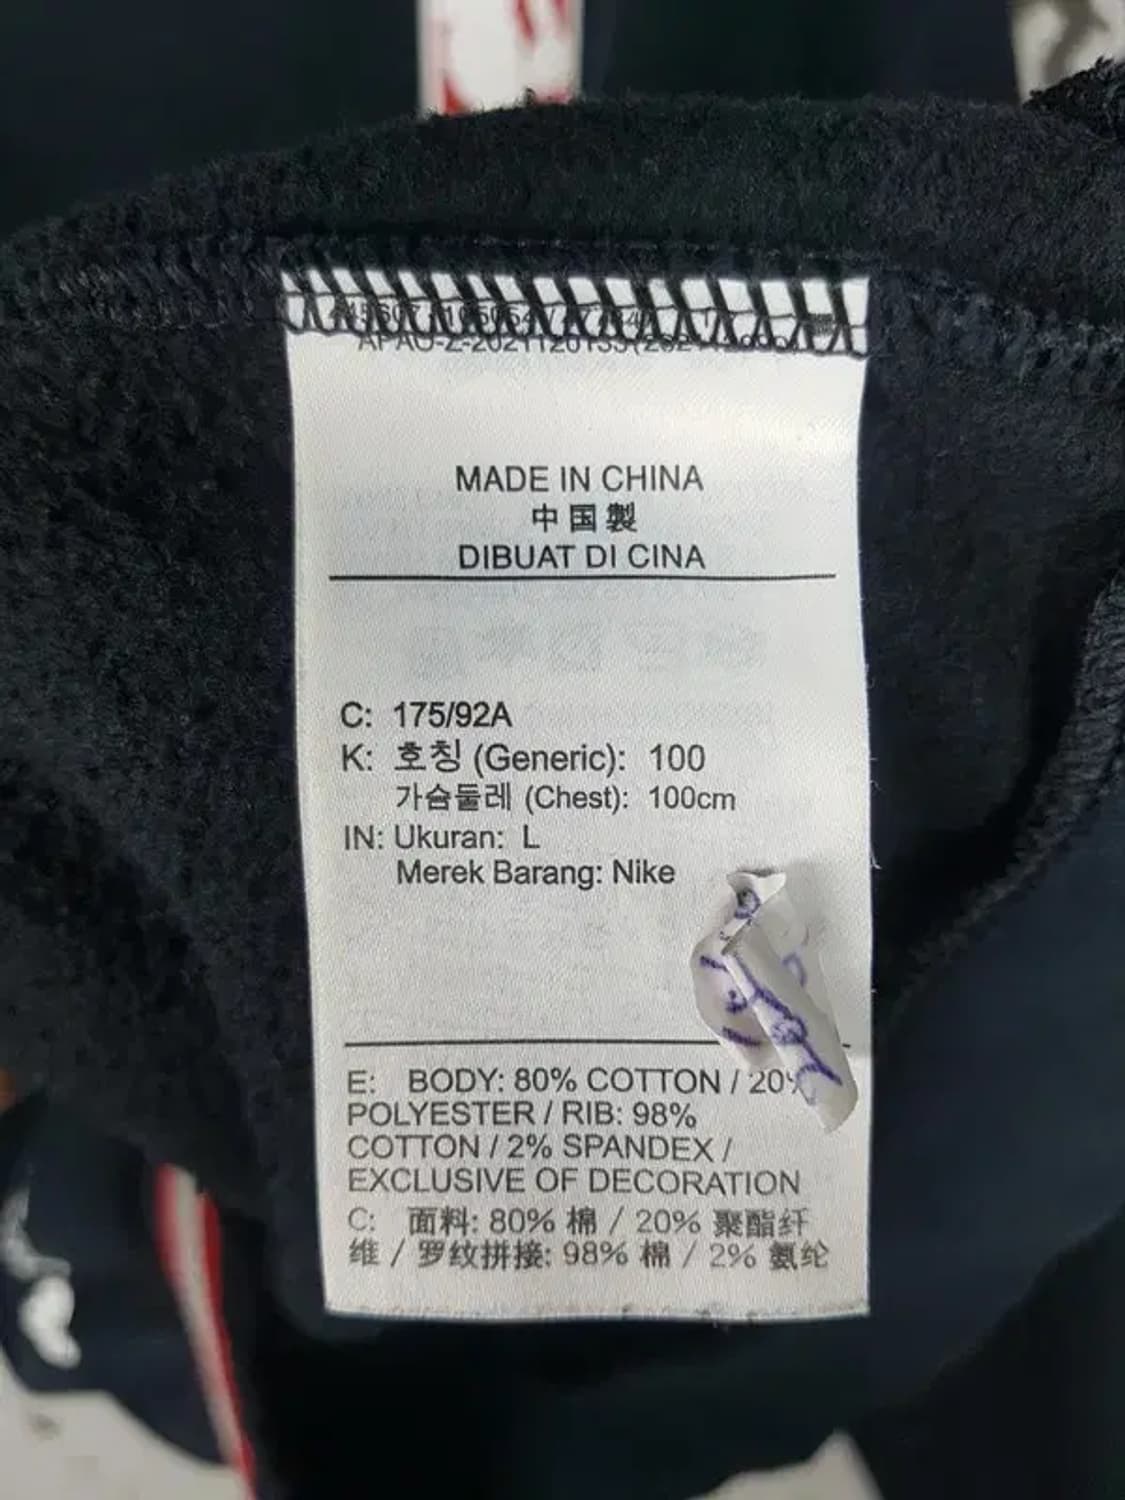 MADE IN CHINA
中国製
DIBUAT DI CINA
C: 175/92A
K: 호칭 (Generic): 100
가슴둘레 (Chest): 100cm
IN: Ukuran: L
Merek Barang: Nike
E: BODY: 80% COTTON / 20%
POLYESTER / RIB: 98%
COTTON / 2% SPANDEX /
EXCLUSIVE OF DECORATION
C: 面料: 80% 棉 / 20% 聚酯纤
维 / 罗纹拼接: 98% 棉 / 2% 氨纶